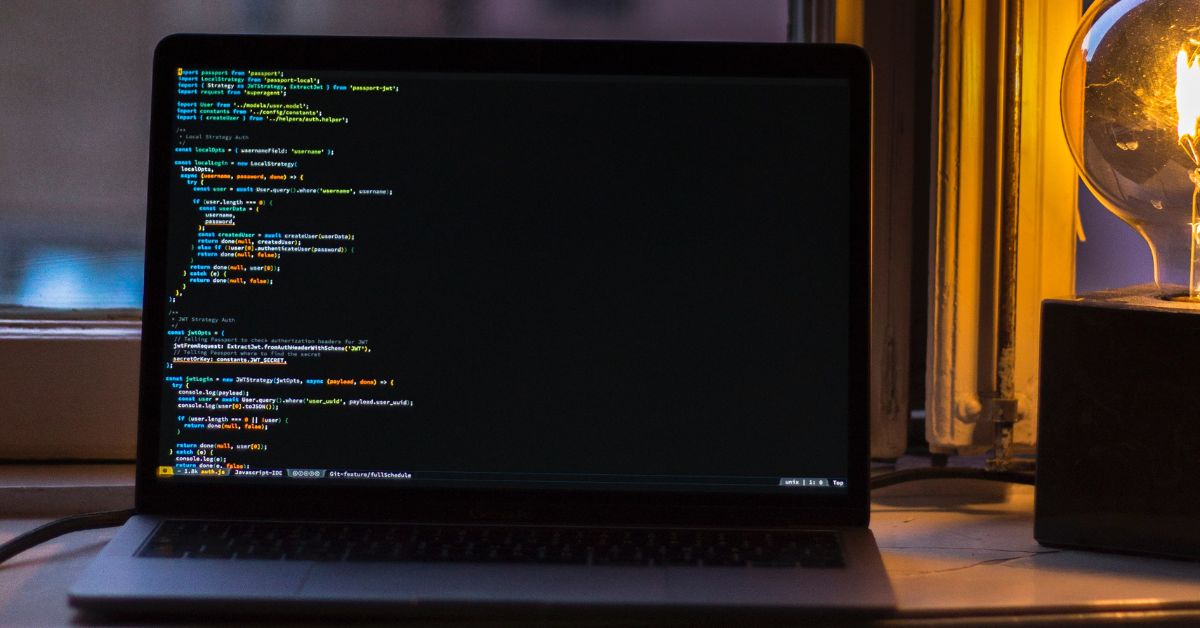 import passport from 'passport';
import LocalStrategy from 'passport-local';
import { Strategy as JWTStrategy, ExtractJwt } from 'passport-jwt';
import request from 'superagent';
import User from '../models/user.model';
import constants from '../config/constants';
import { createUser } from '../helpers/auth.helper';
/**
* Local Strategy Auth
*/
const localOpts = { usernameField: 'username' };
const localLogin = new LocalStrategy(
localOpts,
async (username, password, done) => {
try {
const user = await User.query().where('username', username);
if (user.length === 0) {
const userData = {
username,
password,
};
const createdUser = await createUser(userData);
return done(null, createdUser);
} else if (!user[0].authenticateUser(password)) {
return done(null, false);
}
return done(null, user[0]);
} catch (e) {
return done(null, false);
}
},
);
/**
* JWT Strategy Auth
*/
const jwtOpts = {
// Telling Passport to check authorization headers for JWT
jwtFromRequest: ExtractJwt.fromAuthHeaderWithScheme('JWT'),
// Telling Passport where to find the secret
secretOrKey: constants.JWT_SECRET,
};
const jwtLogin = new JWTStrategy(jwtOpts, async (payload, done) => {
try {
console.log(payload);
const user = await User.query().where('user_uuid', payload.user_uuid);
console.log(user[0].toJSON());
if (user.length === 0 || !user) {
return done(null, false);
}
return done(null, user[0]);
} catch (e) {
console.log(e);
return done(e, false);
- 1.8k auth.js Javascript-IDE Git-feature/fullSchedule unix | 1: 0 Top